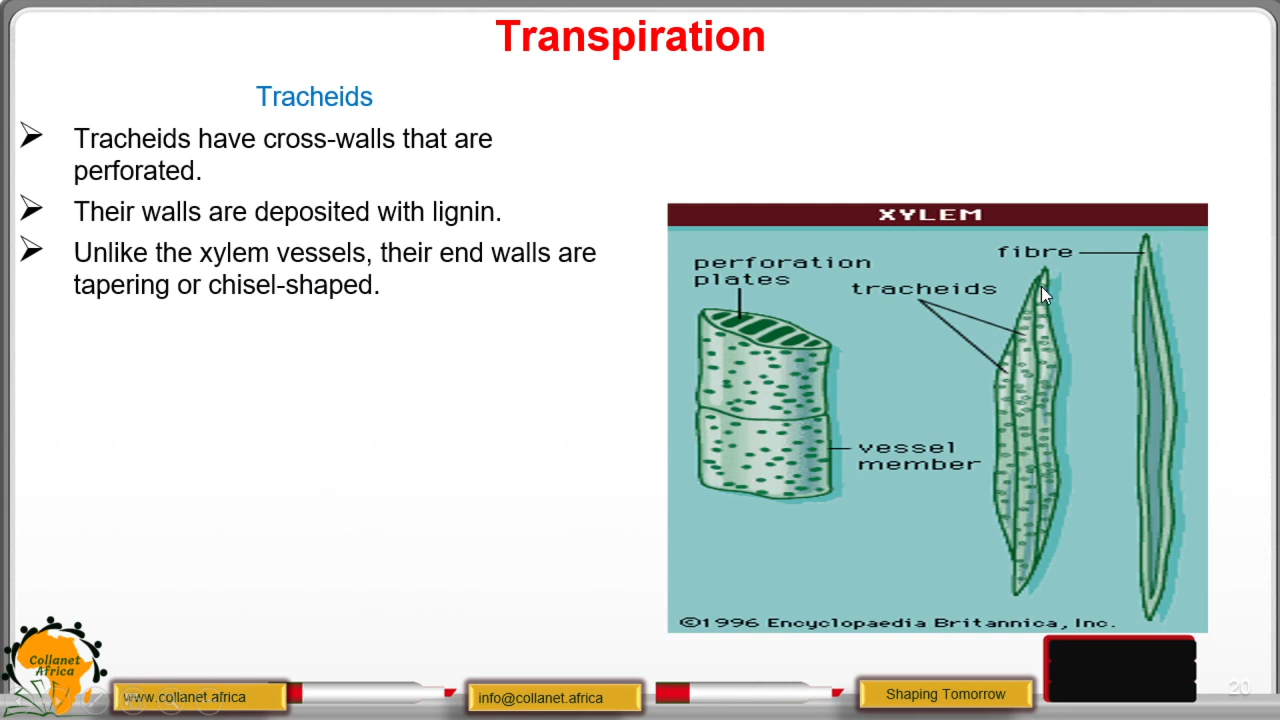 Transpiration
Tracheids
Tracheids have cross-walls that are
perforated.
Their walls are deposited with lignin.
Unlike the xylem vessels, their end walls are
tapering or chisel-shaped.
XYLEM
fibre
perforation
plates
tracheids
vessel
member
©1996 Encyclopaedia Britannica, Inc.
Collanet
Africa
www.collanet.africa
info@collanet.africa
Shaping Tomorrow
20